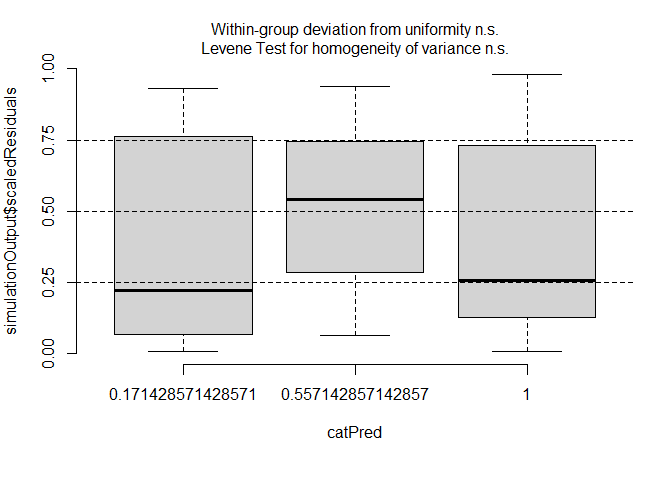 Within-group deviation from uniformity n.s.
Levene Test for homogeneity of variance n.s.
simulationOutput$scaledResiduals
1.00
0.75
0.50
0.25
0.00
0.171428571428571
0.557142857142857
1
catPred